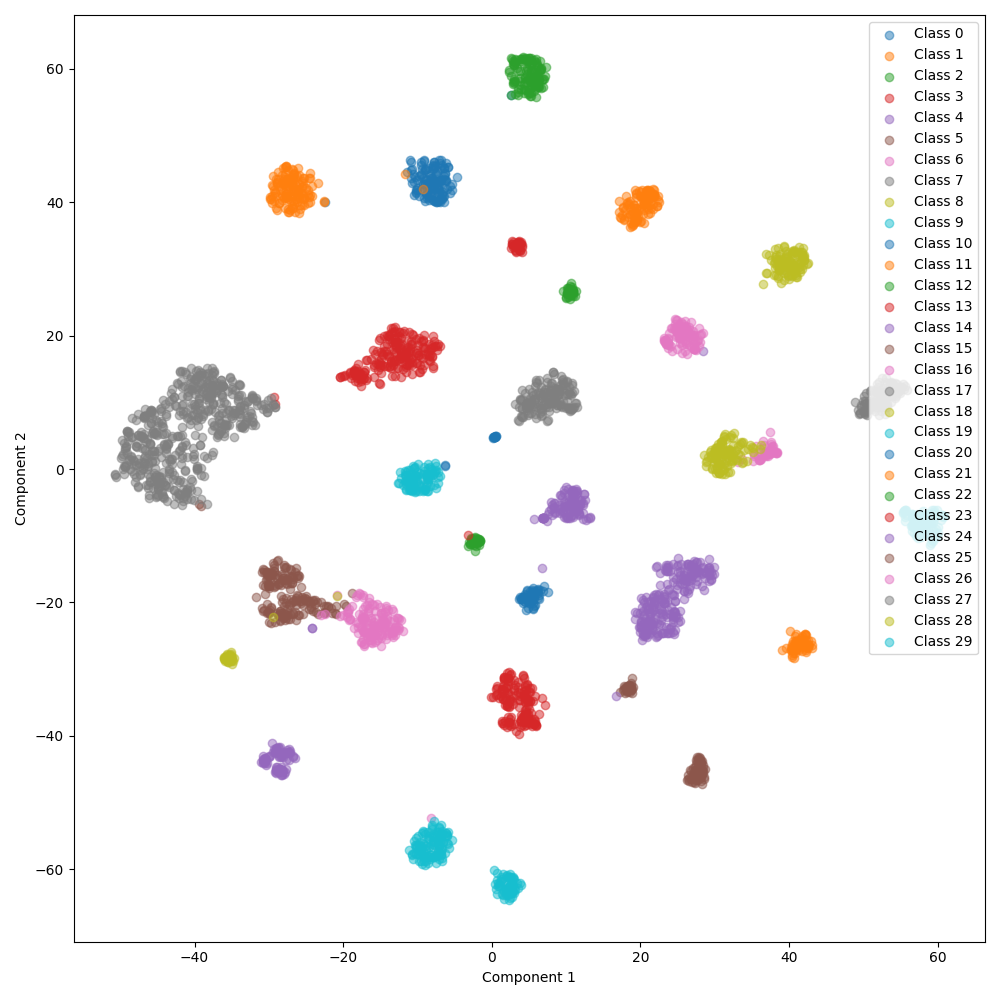 60
40
20
0
−20
−40
−60
−40
−20
0
20
40
60
Component 1
Component 2
Class 0
Class 1
Class 2
Class 3
Class 4
Class 5
Class 6
Class 7
Class 8
Class 9
Class 10
Class 11
Class 12
Class 13
Class 14
Class 15
Class 16
Class 17
Class 18
Class 19
Class 20
Class 21
Class 22
Class 23
Class 24
Class 25
Class 26
Class 27
Class 28
Class 29